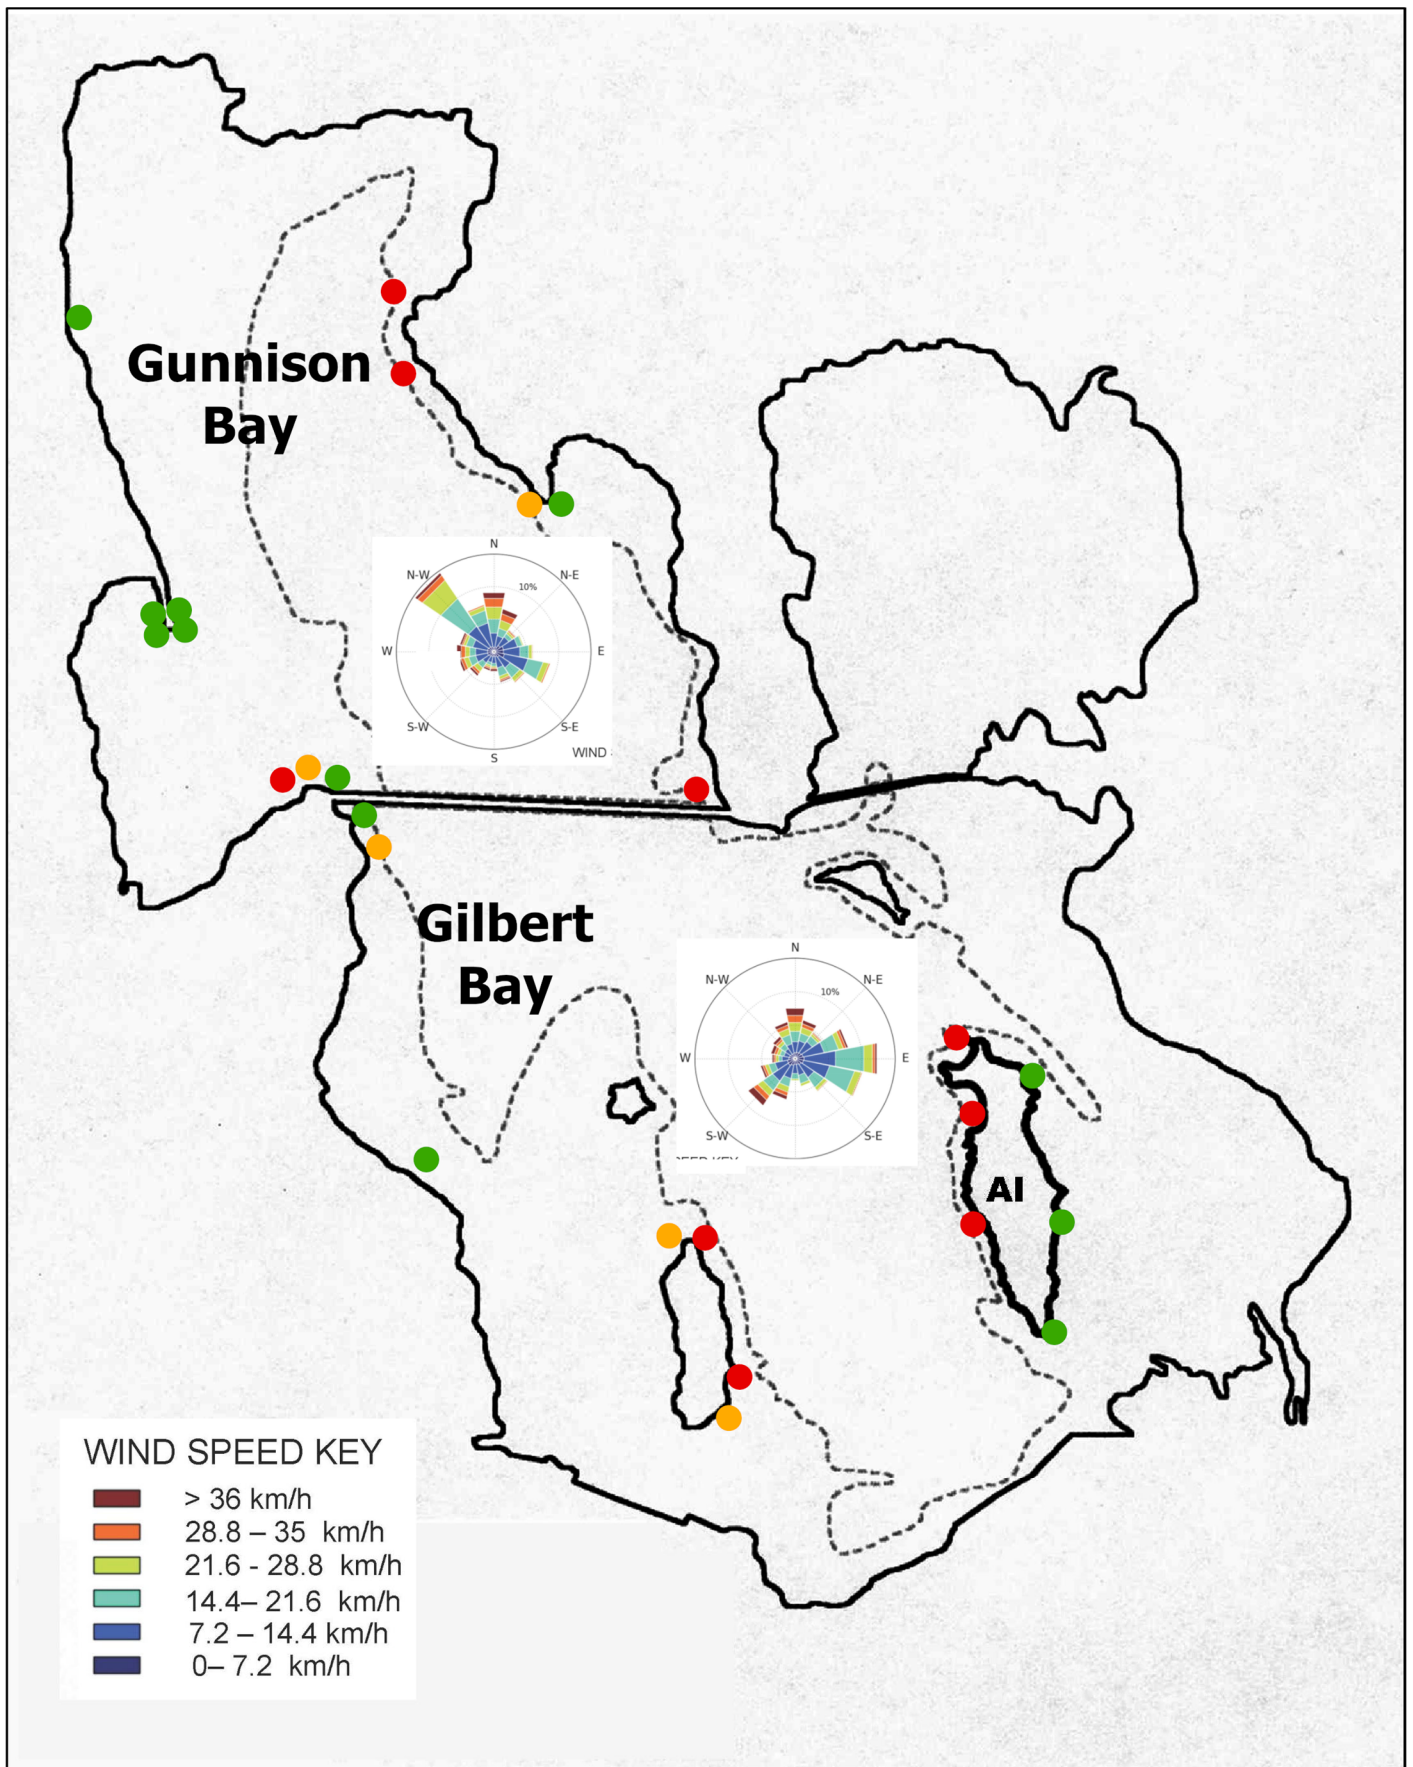 Gunnison
Bay
N
N-W
N-E
10%
W
E
S-W
S-E
S
WIND
Gilbert
Bay
N
N-W
N-E
10%
W
E
S-W
S-E
AI
WIND SPEED KEY
> 36 km/h
28.8 – 35 km/h
21.6 - 28.8 km/h
14.4– 21.6 km/h
7.2 – 14.4 km/h
0– 7.2 km/h